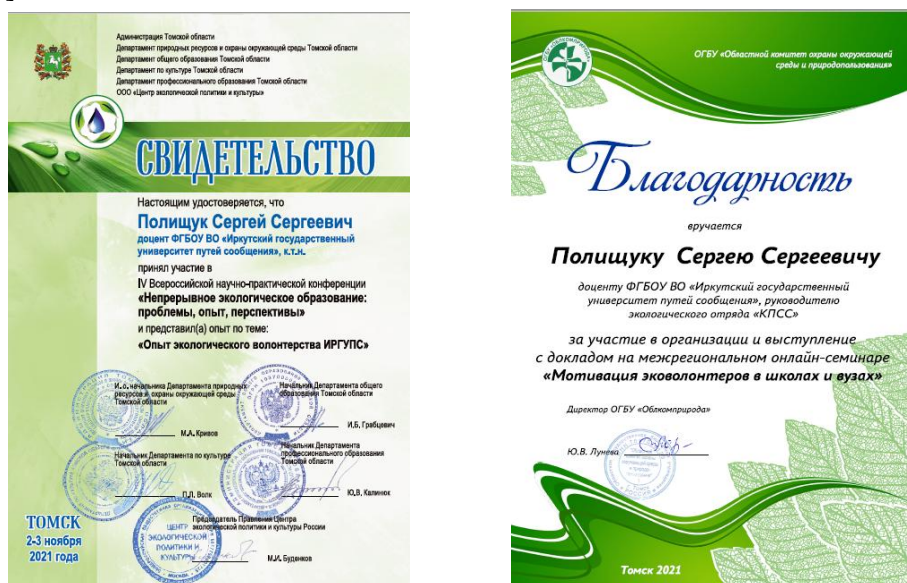 Администрация Томской области
Департамент природных ресурсов и охраны окружающей среды Томской области
Департамент общего образования Томской области
Департамент по культуре Томской области
Департамент профессионального образования Томской области
ООО «Центр экологической политики и культуры»
СВИДЕТЕЛЬСТВО
Настоящим удостоверяется, что
Полищук Сергей Сергеевич
доцент ФГБОУ ВО «Иркутский государственный
университет путей сообщения», к.т.н.
принял участие в
IV Всероссийской научно-практической конференции
«Непрерывное экологическое образование:
проблемы, опыт, перспективы»
и представил(а) опыт по теме:
«Опыт экологического волонтерства ИРГУПС»
И.о. начальника Департамента природных
ресурсов и охраны окружающей среды
Томской области
М.А. Кривов
Начальник Департамента общего
образования Томской области
И.Б. Грабцевич
Начальник Департамента по культуре
Томской области
П.Л. Волк
Начальник Департамента
профессионального образования
Томской области
Ю.В. Калинюк
Председатель Правления Центра
экологической политики и культуры России
М.И. Буденков
ЦЕНТР
ЭКОЛОГИЧЕСКОЙ
ПОЛИТИКИ И
КУЛЬТУРЫ
ТОМСК
2-3 ноября
2021 года
ОГБУ «Областной комитет охраны окружающей
среды и природопользования»
Благодарность
вручается
Полищуку Сергею Сергеевичу
доценту ФГБОУ ВО «Иркутский государственный
университет путей сообщения», руководителю
экологического отряда «КПСС»
за участие в организации и выступление
с докладом на межрегиональном онлайн-семинаре
«Мотивация эковолонтеров в школах и вузах»
Директор ОГБУ «Облкомприрода»
Ю.В. Лунева
Томск 2021